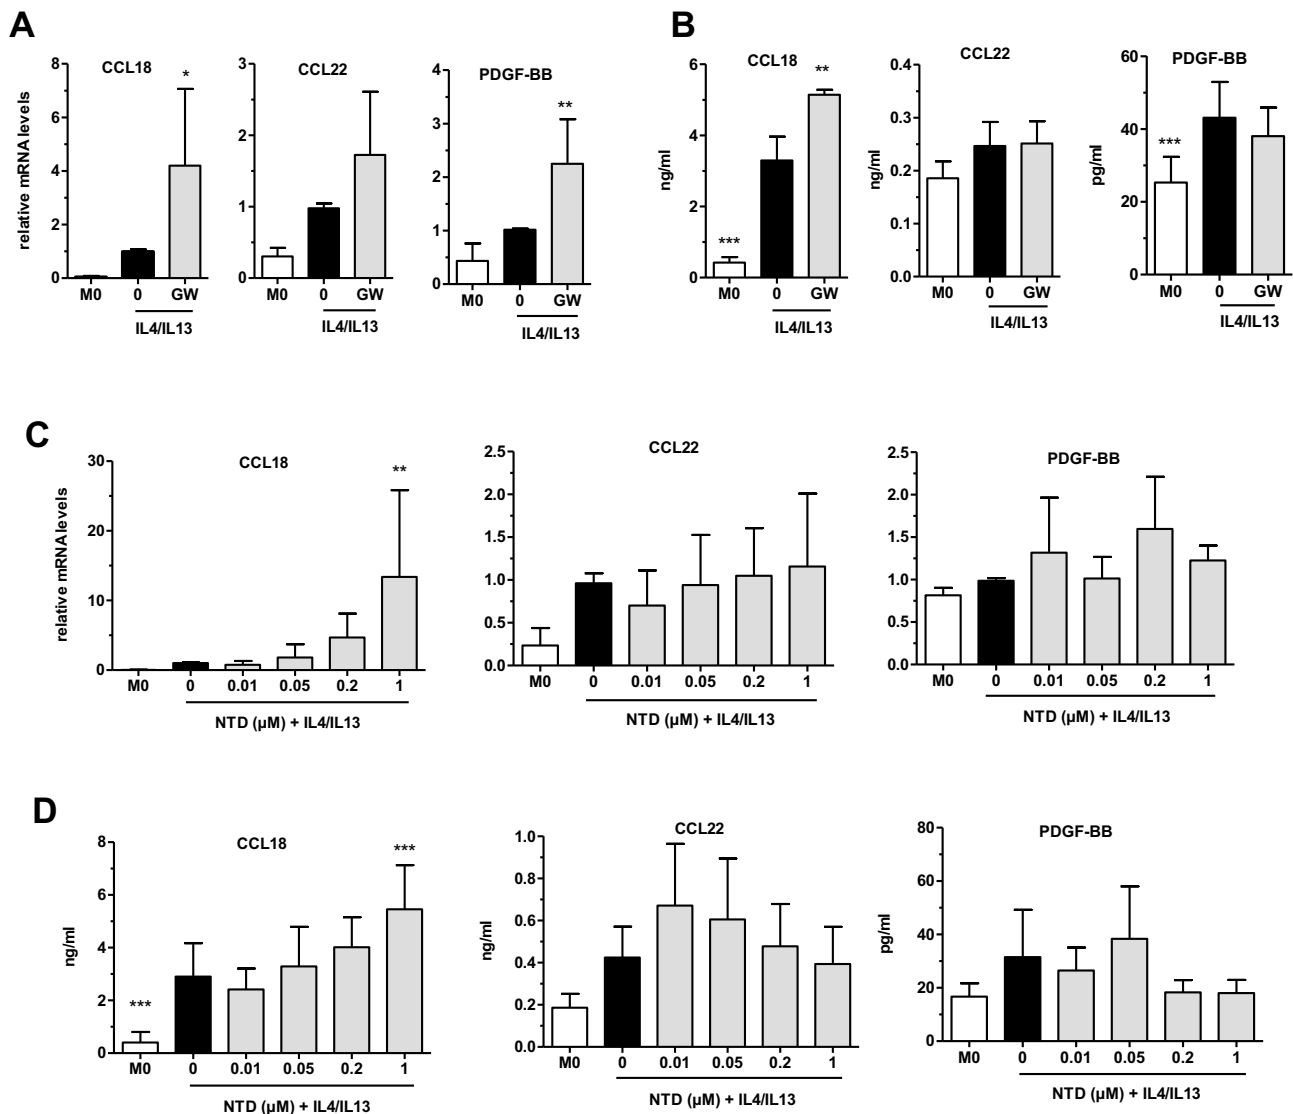 A
CCL18
relative mRNA levels
8
6
4
2
0
*
M0 0 GW
IL4/IL13
CCL22
3
2
1
0
M0 0 GW
IL4/IL13
PDGF-BB
4
3
2
1
0
**
M0 0 GW
IL4/IL13
B
CCL18
ng/ml
6
4
2
0
***
**
M0 0 GW
IL4/IL13
CCL22
ng/ml
0.4
0.3
0.2
0.1
0.0
M0 0 GW
IL4/IL13
PDGF-BB
pg/ml
60
40
20
0
***
M0 0 GW
IL4/IL13
C
CCL18
relative mRNA levels
30
20
10
0
**
M0 0 0.01 0.05 0.2 1
NTD (µM) + IL4/IL13
CCL22
2.5
2.0
1.5
1.0
0.5
0.0
M0 0 0.01 0.05 0.2 1
NTD (µM) + IL4/IL13
PDGF-BB
2.5
2.0
1.5
1.0
0.5
0.0
M0 0 0.01 0.05 0.2 1
NTD (µM) + IL4/IL13
D
CCL18
ng/ml
8
6
4
2
0
***
***
M0 0 0.01 0.05 0.2 1
NTD (µM) + IL4/IL13
CCL22
ng/ml
1.0
0.8
0.6
0.4
0.2
0.0
M0 0 0.01 0.05 0.2 1
NTD (µM) + IL4/IL13
PDGF-BB
pg/ml
80
60
40
20
0
M0 0 0.01 0.05 0.2 1
NTD (µM) + IL4/IL13